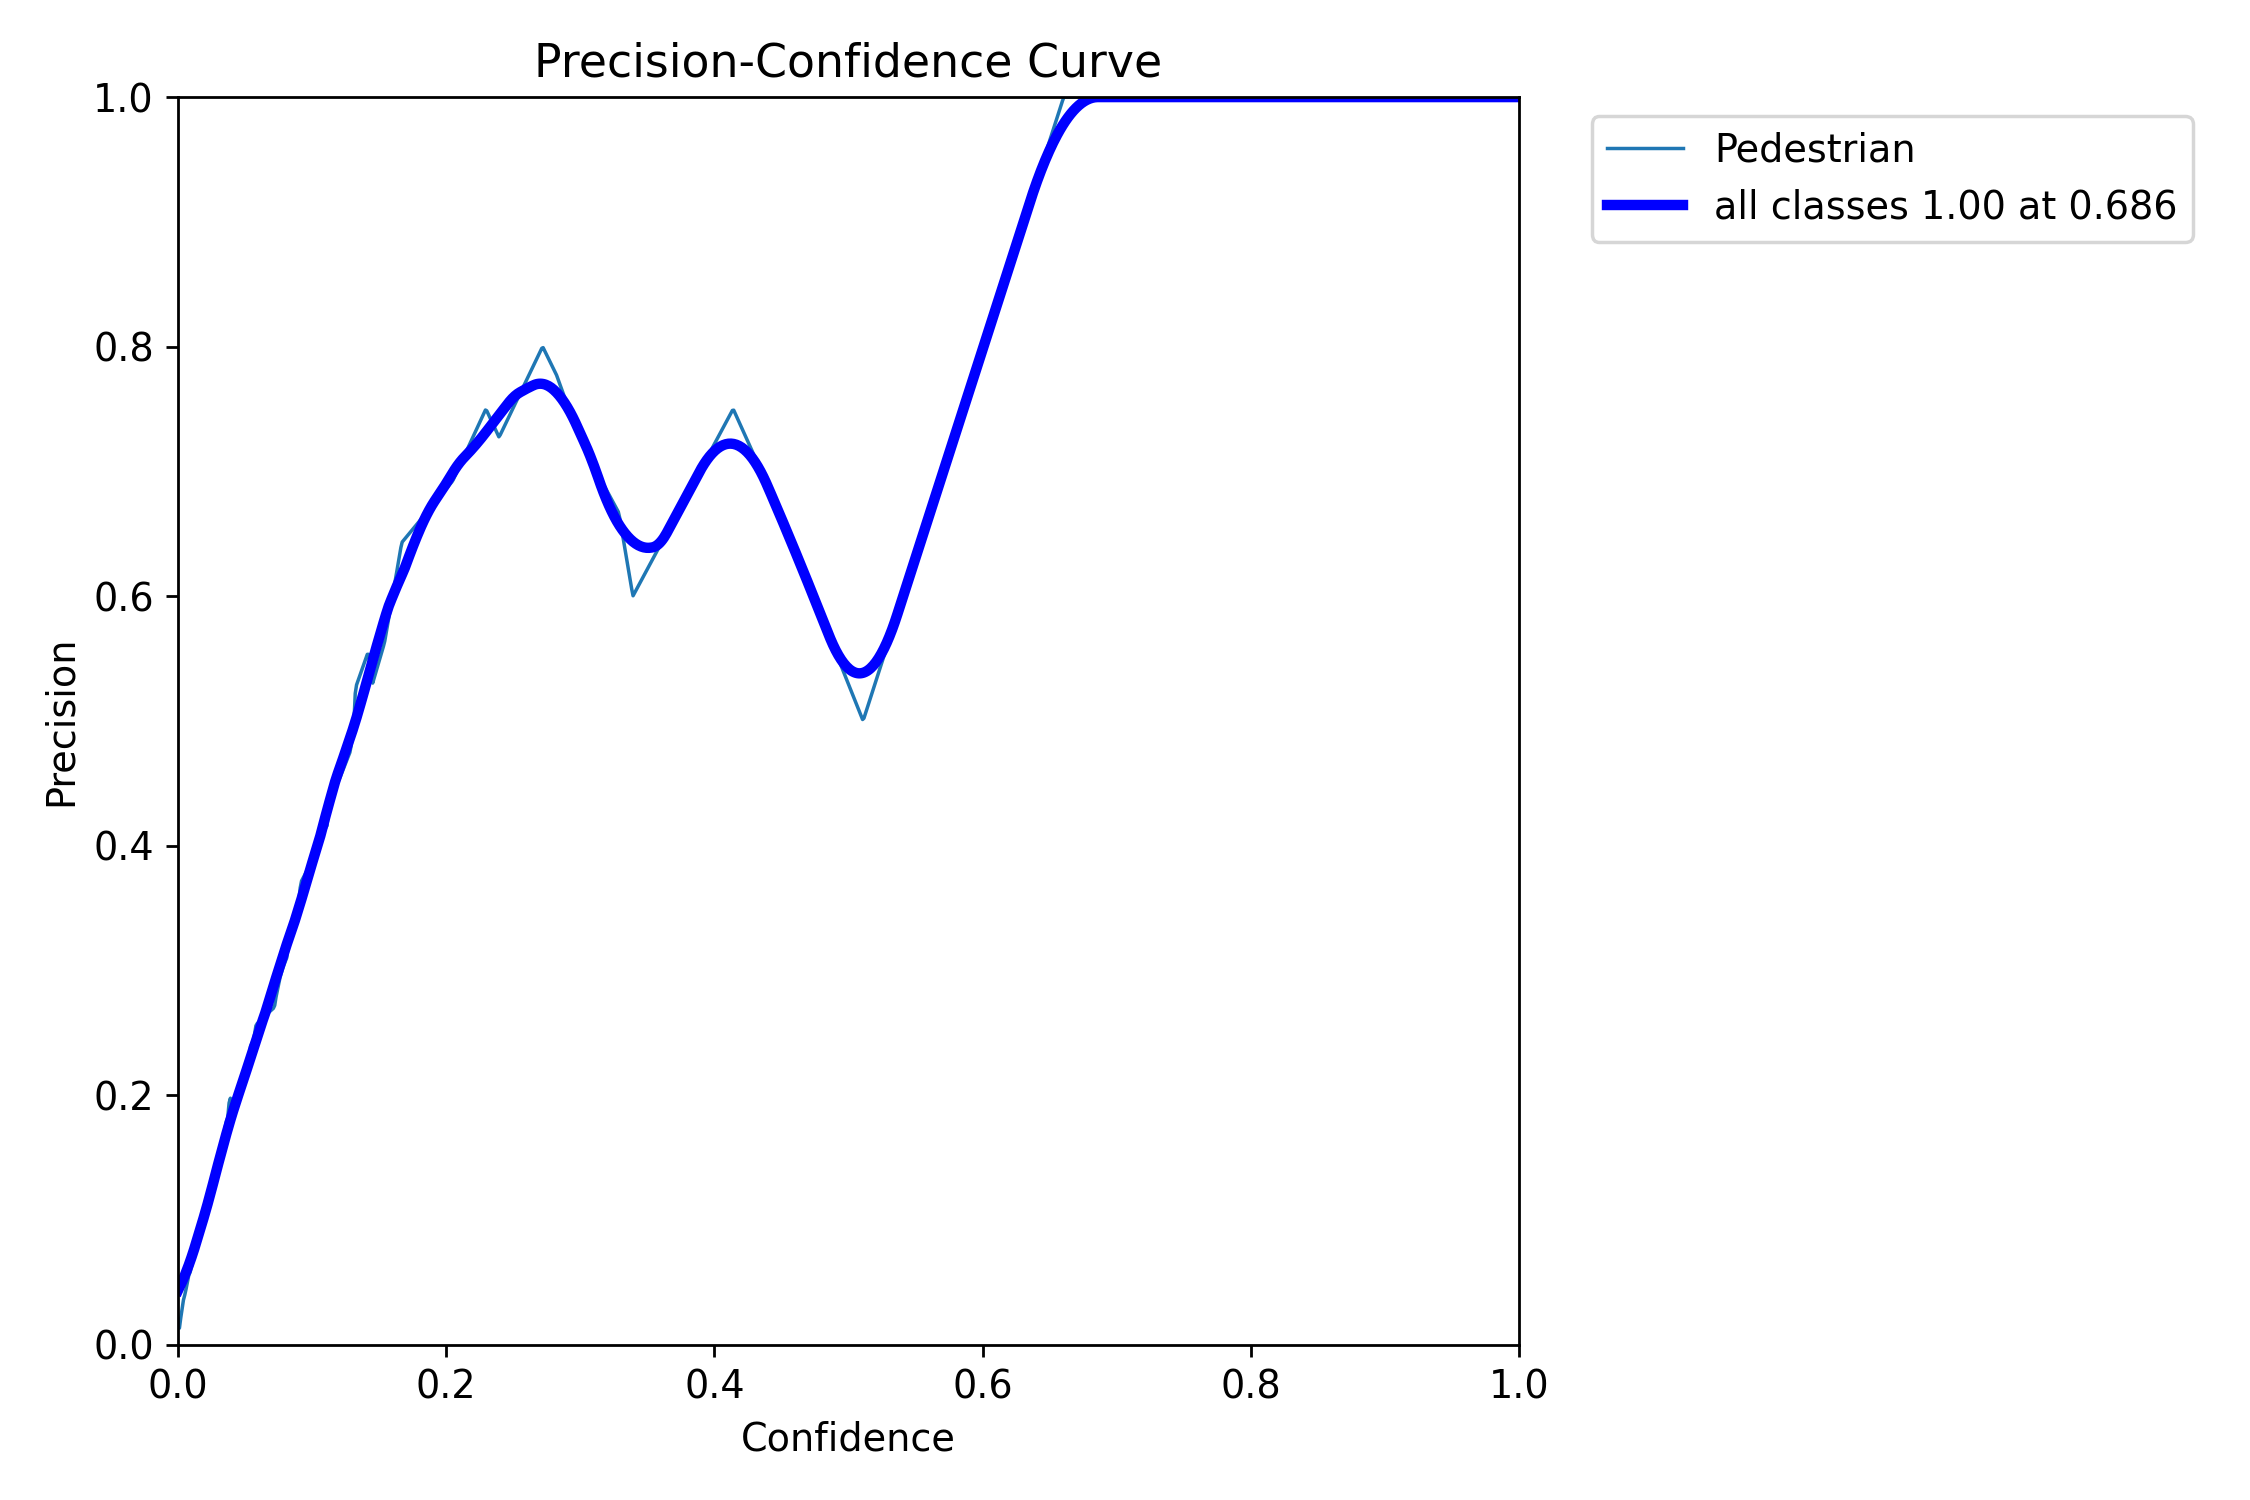 Precision-Confidence Curve
1.0
0.8
0.6
0.4
0.2
0.0
Precision
0.0 0.2 0.4 0.6 0.8 1.0
Confidence
Pedestrian
all classes 1.00 at 0.686